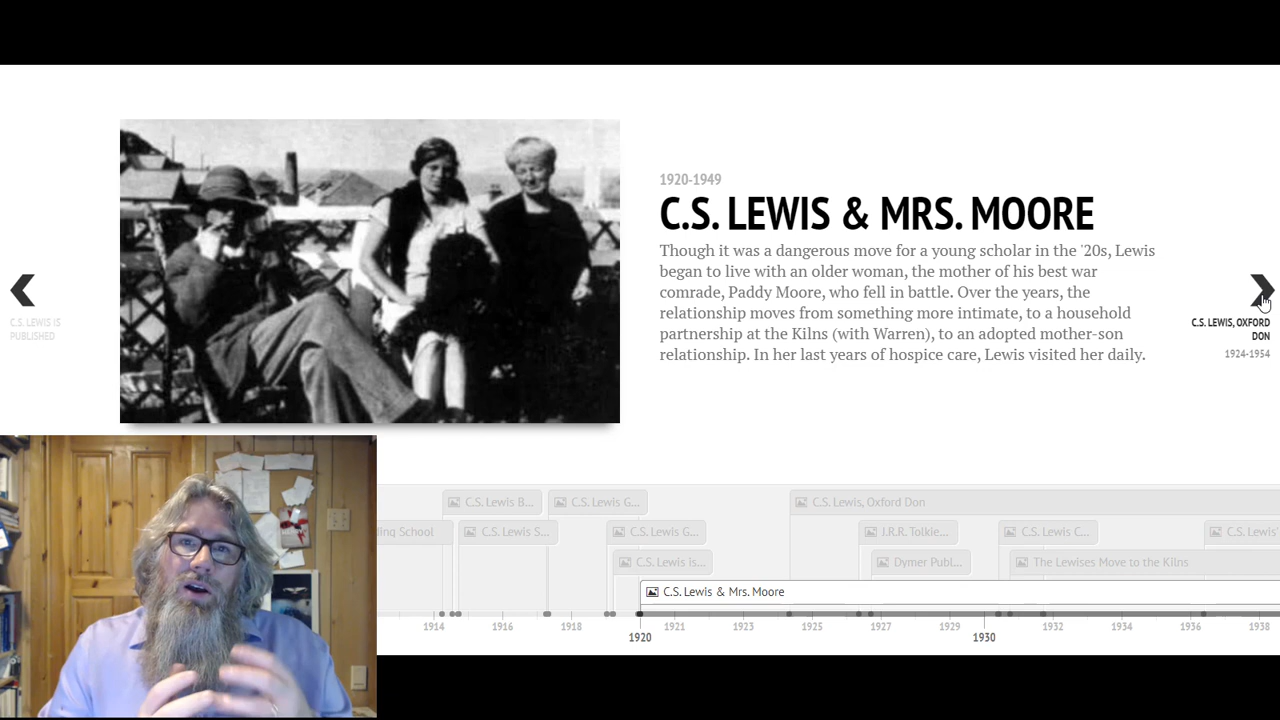 1920-1949
C.S. LEWIS & MRS. MOORE
Though it was a dangerous move for a young scholar in the '20s, Lewis
began to live with an older woman, the mother of his best war
comrade, Paddy Moore, who fell in battle. Over the years, the
relationship moves from something more intimate, to a household
partnership at the Kilns (with Warren), to an adopted mother-son
relationship. In her last years of hospice care, Lewis visited her daily.
C.S. LEWIS IS
PUBLISHED
C.S. LEWIS, OXFORD
DON
1924-1954
C.S. Lewis B...
C.S. Lewis G...
C.S. Lewis, Oxford Don
ling School
C.S. Lewis S...
C.S. Lewis G...
J.R.R. Tolkie...
C.S. Lewis C...
C.S. Lewis
C.S. Lewis is...
Dymer Publ...
The Lewises Move to the Kilns
C.S. Lewis & Mrs. Moore
1914
1916
1918
1920
1921
1923
1925
1927
1929
1930
1932
1934
1936
1938